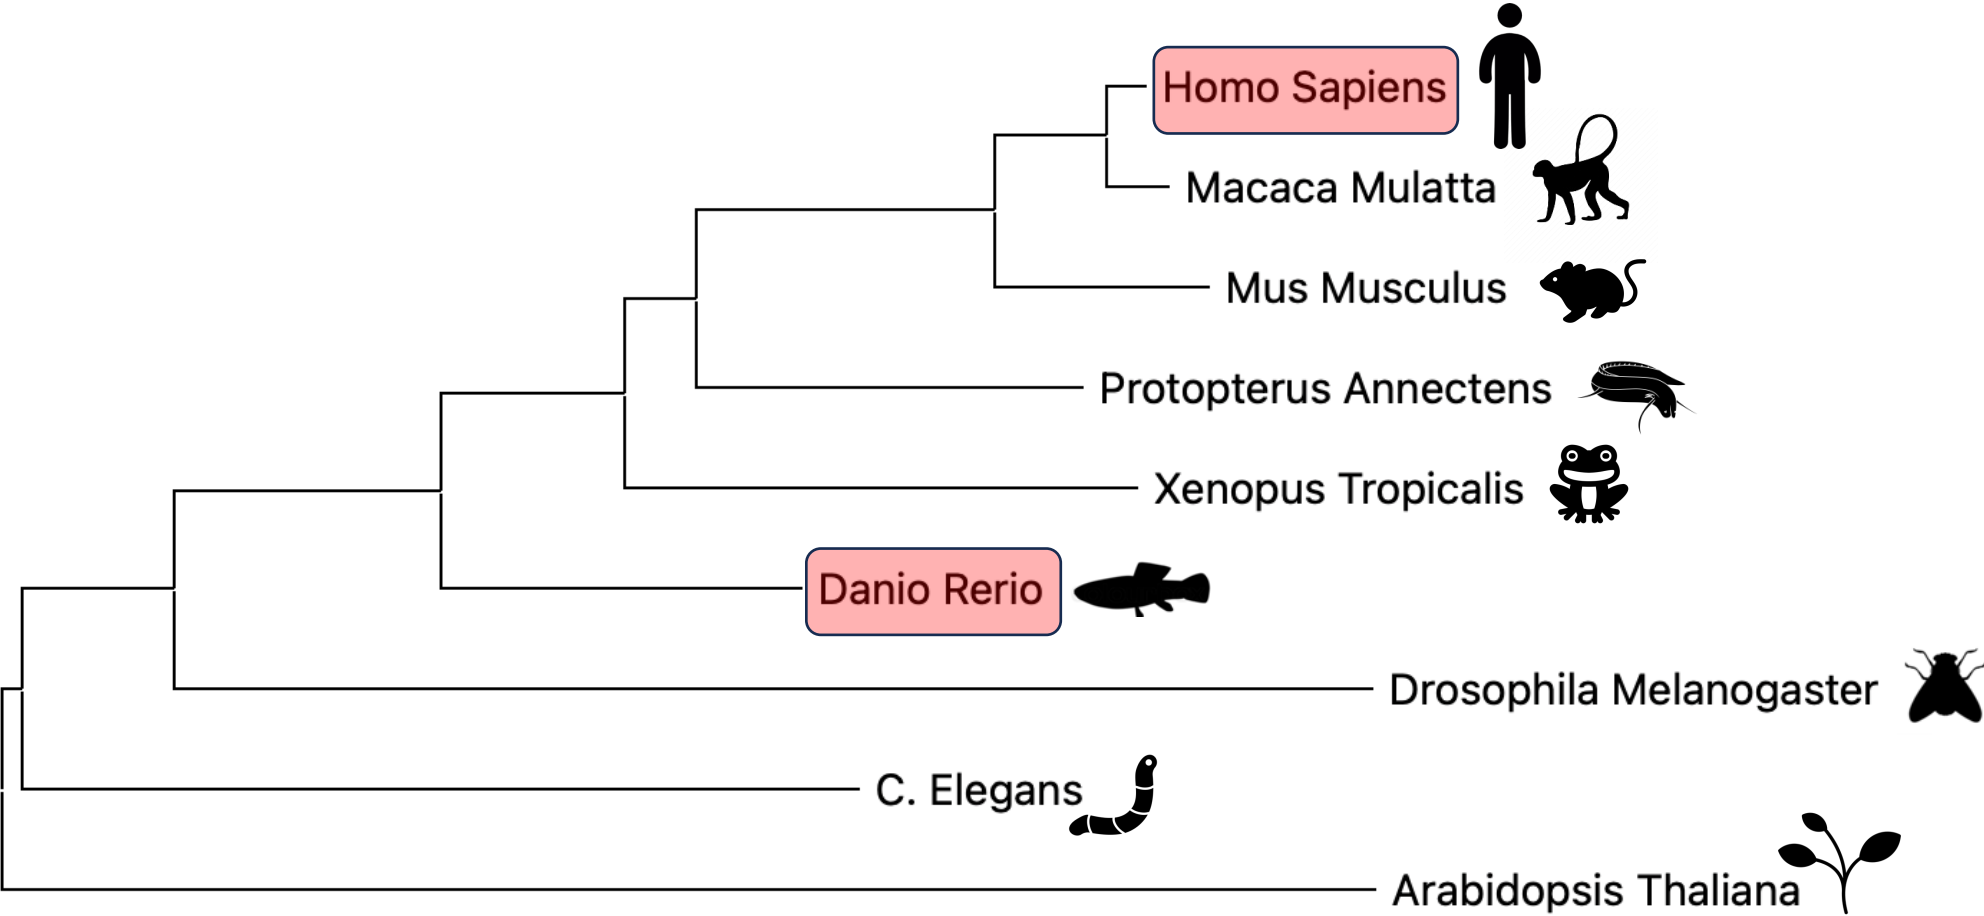 Homo Sapiens
Macaca Mulatta
Mus Musculus
Protopterus Annectens
Xenopus Tropicalis
Danio Rerio
Drosophila Melanogaster
C. Elegans
Arabidopsis Thaliana